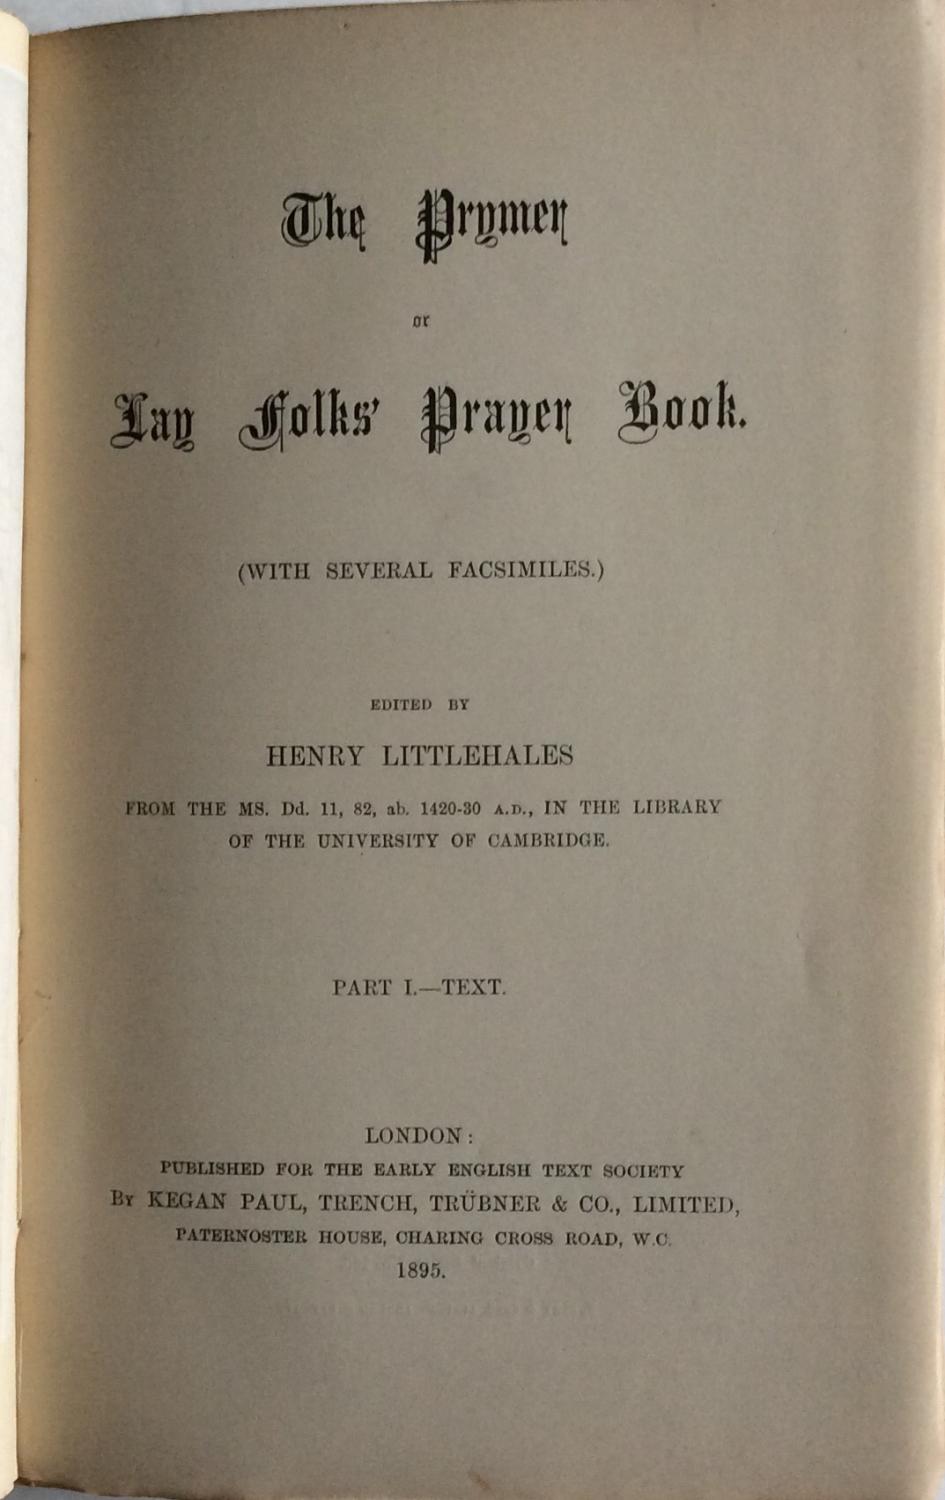 The Prymer
or
Lay Folks' Prayer Book.
(WITH SEVERAL FACSIMILES.)
EDITED BY
HENRY LITTLEHALES
FROM THE MS. Dd. 11, 82, ab. 1420-30 A.D., IN THE LIBRARY
OF THE UNIVERSITY OF CAMBRIDGE.
PART I.—TEXT.
LONDON:
PUBLISHED FOR THE EARLY ENGLISH TEXT SOCIETY
By KEGAN PAUL, TRENCH, TRÜBNER & CO., LIMITED,
PATERNOSTER HOUSE, CHARING CROSS ROAD, W.C.
1895.